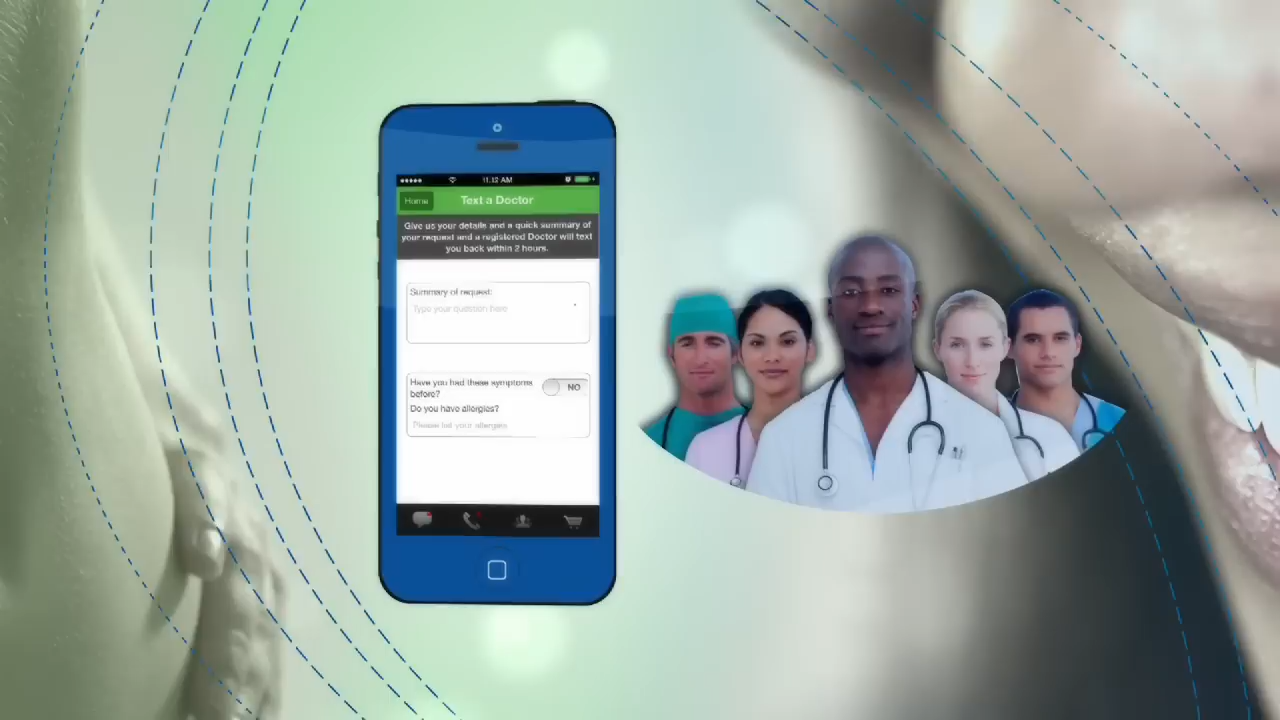 11.12 AM
Home
Text a Doctor
Give us your details and a quick summary of
your request and a registered Doctor will text
you back within 2 hours.
Summary of request:
Type your question here
Have you had these symptoms
before?
NO
Do you have allergies?
Please list your allergies